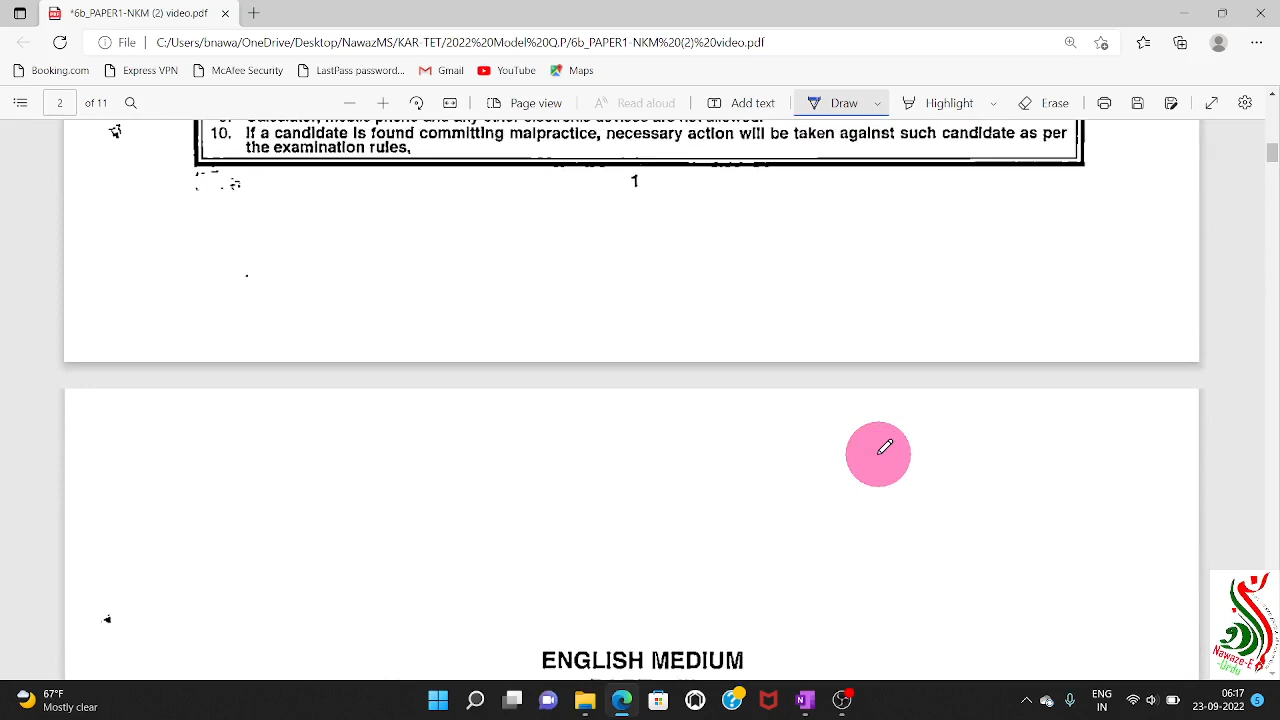 *6b_PAPER1-NKM (2) video.pdf
File C:/Users/bnawa/OneDrive/Desktop/NawazMS/KAR-TET/2022%20Model%20Q.P/6b_PAPER1-NKM%20(2)%20video.pdf
Booking.com Express VPN McAfee Security LastPass password... Gmail YouTube Maps
2 of 11 Page view Read aloud Add text Draw Highlight Erase
10. If a candidate is found committing malpractice, necessary action will be taken against such candidate as per
the examination rules,
1
ENGLISH MEDIUM
Nawaz-E
-Urdu
67°F
Mostly clear
ENG
IN
06:17
23-09-2022
5